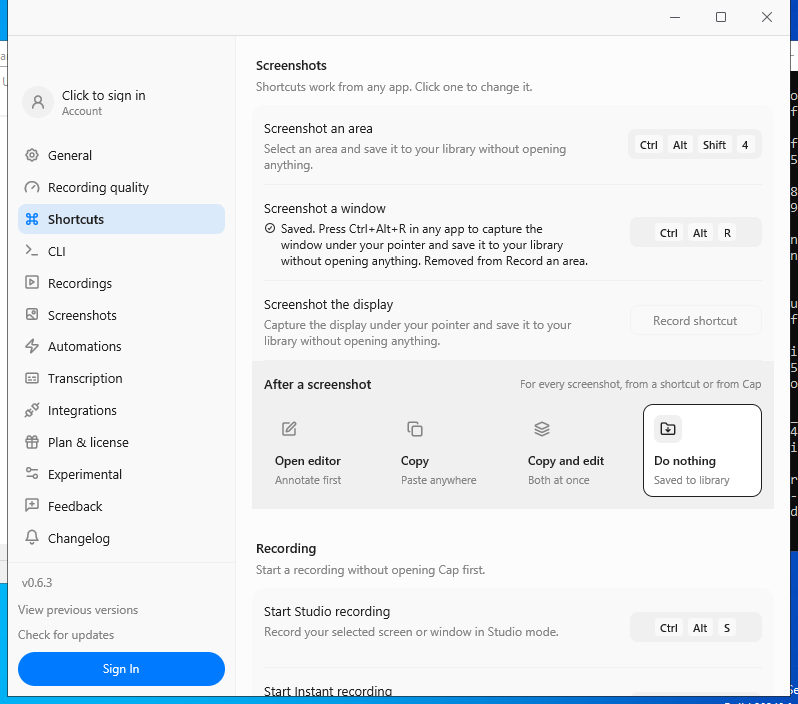 Click to sign in
Account
General
Recording quality
Shortcuts
CLI
Recordings
Screenshots
Automations
Transcription
Integrations
Plan & license
Experimental
Feedback
Changelog
v0.6.3
View previous versions
Check for updates
Sign In
Screenshots
Shortcuts work from any app. Click one to change it.
Screenshot an area
Select an area and save it to your library without opening
anything.
Ctrl Alt Shift 4
Screenshot a window
Saved. Press Ctrl+Alt+R in any app to capture the
window under your pointer and save it to your library
without opening anything. Removed from Record an area.
Ctrl Alt R
Screenshot the display
Capture the display under your pointer and save it to your
library without opening anything.
Record shortcut
After a screenshot
For every screenshot, from a shortcut or from Cap
Open editor
Annotate first
Copy
Paste anywhere
Copy and edit
Both at once
Do nothing
Saved to library
Recording
Start a recording without opening Cap first.
Start Studio recording
Record your selected screen or window in Studio mode.
Ctrl Alt S
Start Instant recording